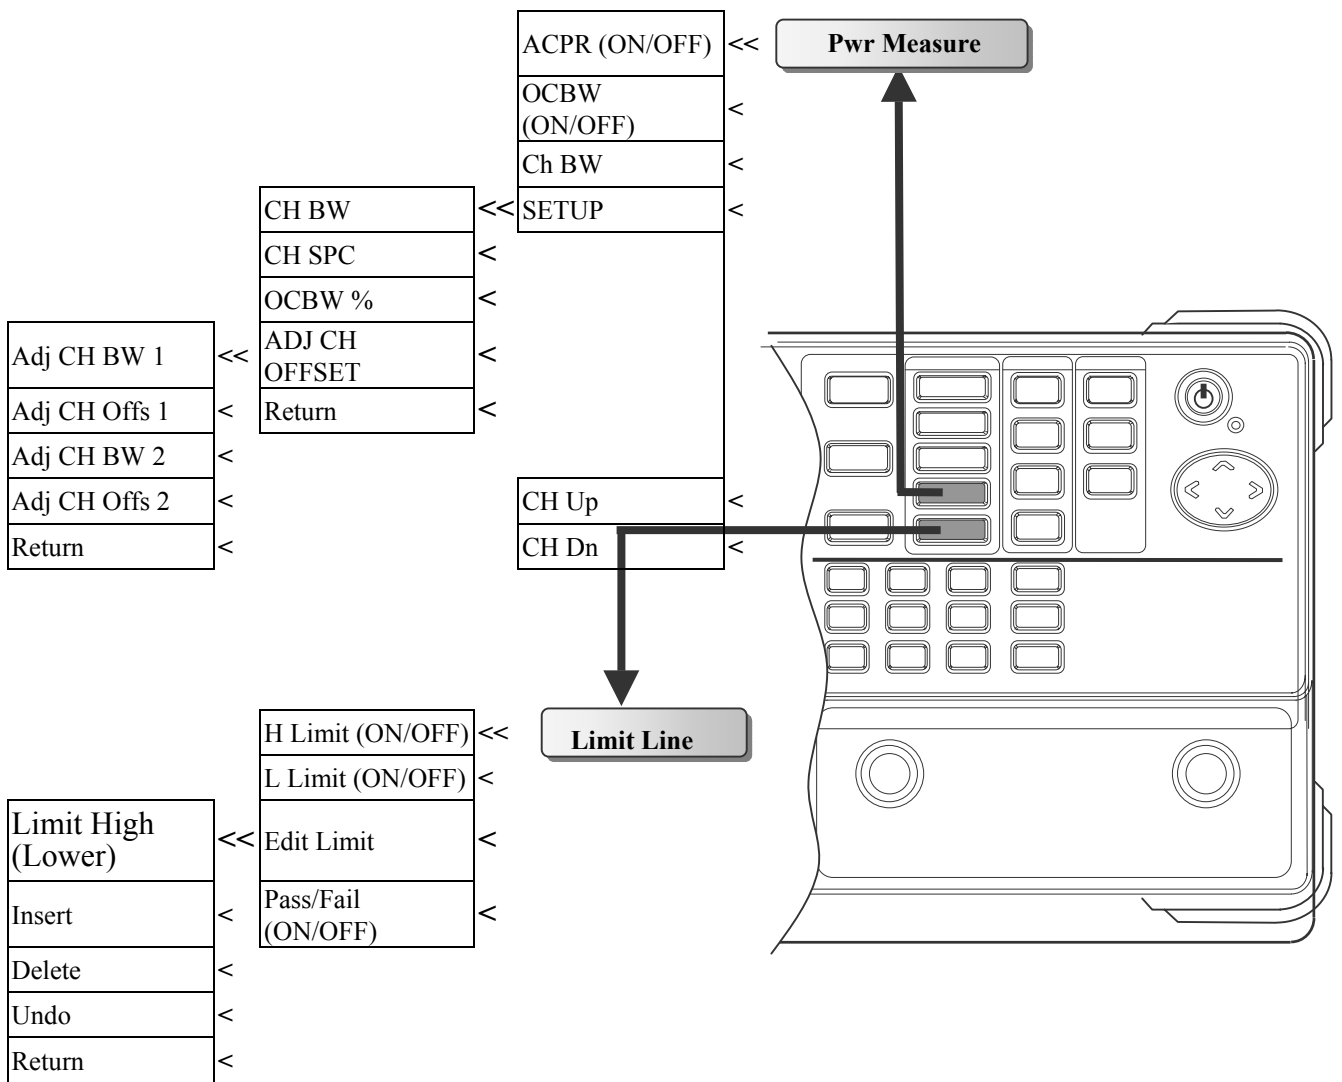 ACPR (ON/OFF) <<
Pwr Measure
OCBW
(ON/OFF) <
Ch BW <
SETUP <
CH BW <<
CH SPC <
OCBW % <
ADJ CH
OFFSET <
Return <
Adj CH BW 1 <<
Adj CH Offs 1 <
Adj CH BW 2 <
Adj CH Offs 2 <
Return <
CH Up <
CH Dn <
Limit Line
H Limit (ON/OFF) <<
L Limit (ON/OFF) <
Edit Limit <
Pass/Fail
(ON/OFF) <
Limit High
(Lower) <<
Insert <
Delete <
Undo <
Return <